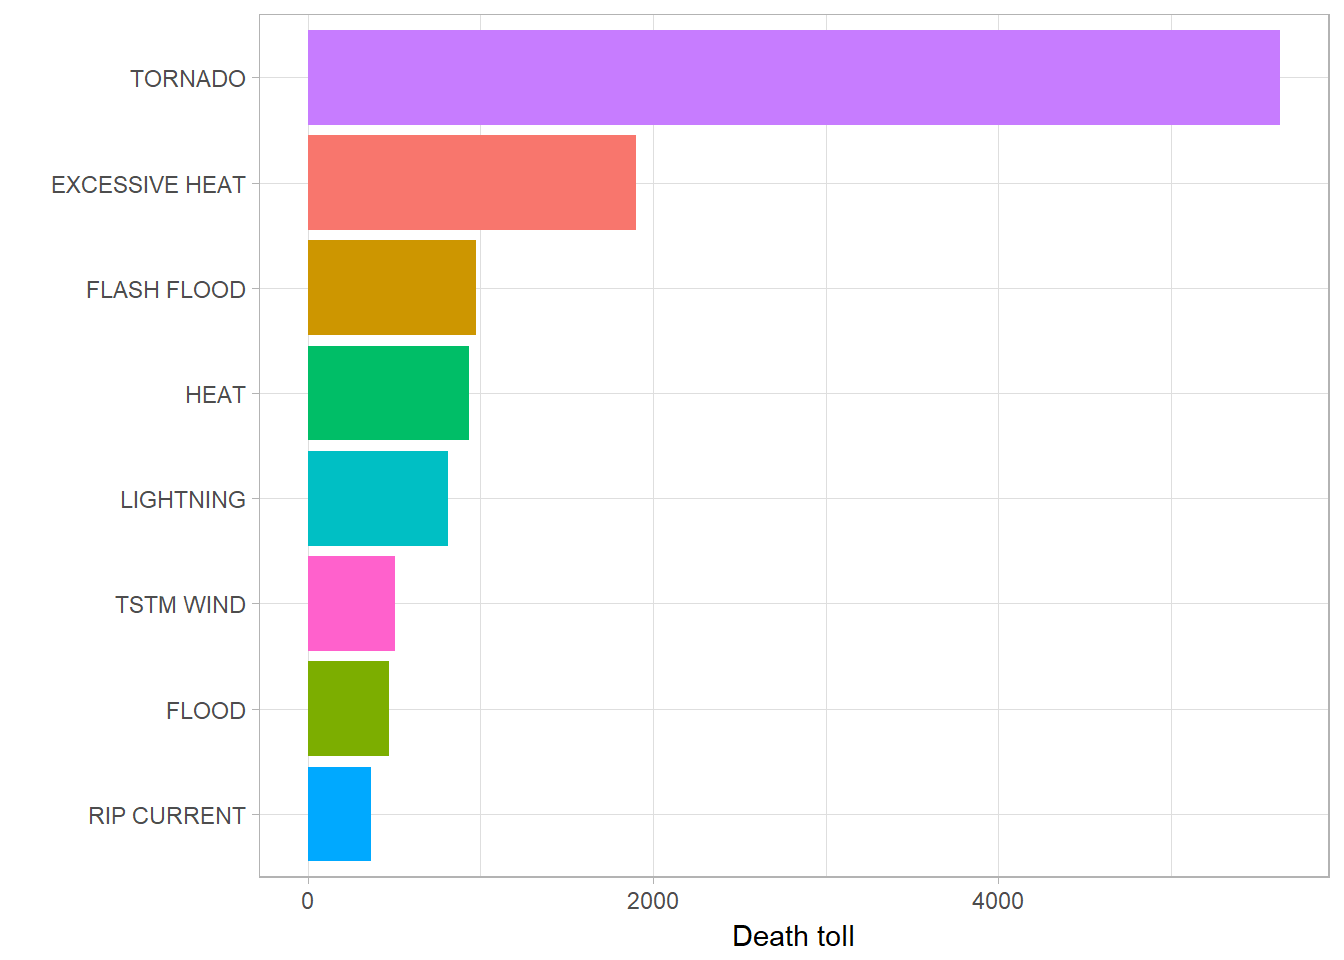 TORNADO
EXCESSIVE HEAT
FLASH FLOOD
HEAT
LIGHTNING
TSTM WIND
FLOOD
RIP CURRENT
0 2000 4000
Death toll